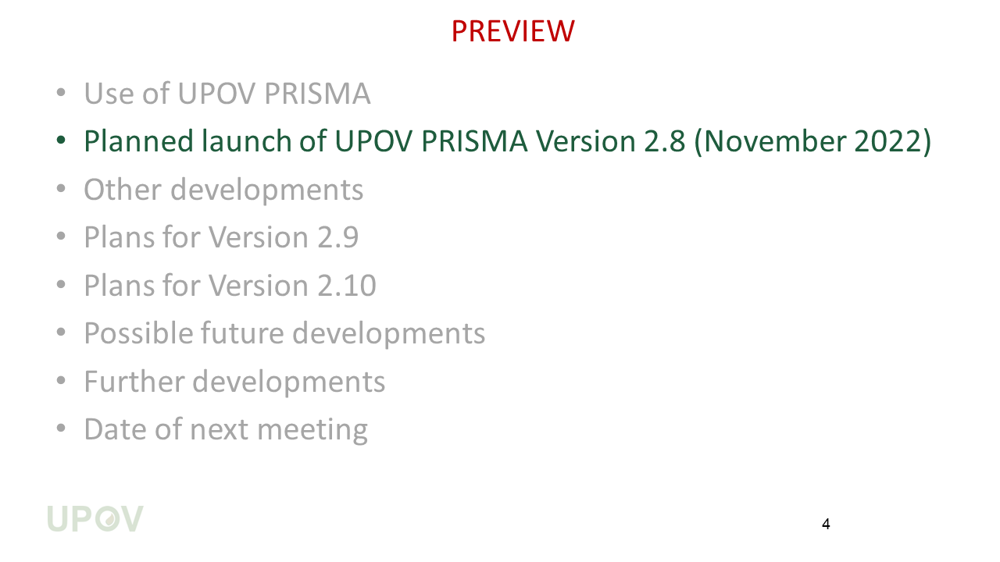 PREVIEW
• Use of UPOV PRISMA
• Planned launch of UPOV PRISMA Version 2.8 (November 2022)
• Other developments
• Plans for Version 2.9
• Plans for Version 2.10
• Possible future developments
• Further developments
• Date of next meeting
UPOV
4